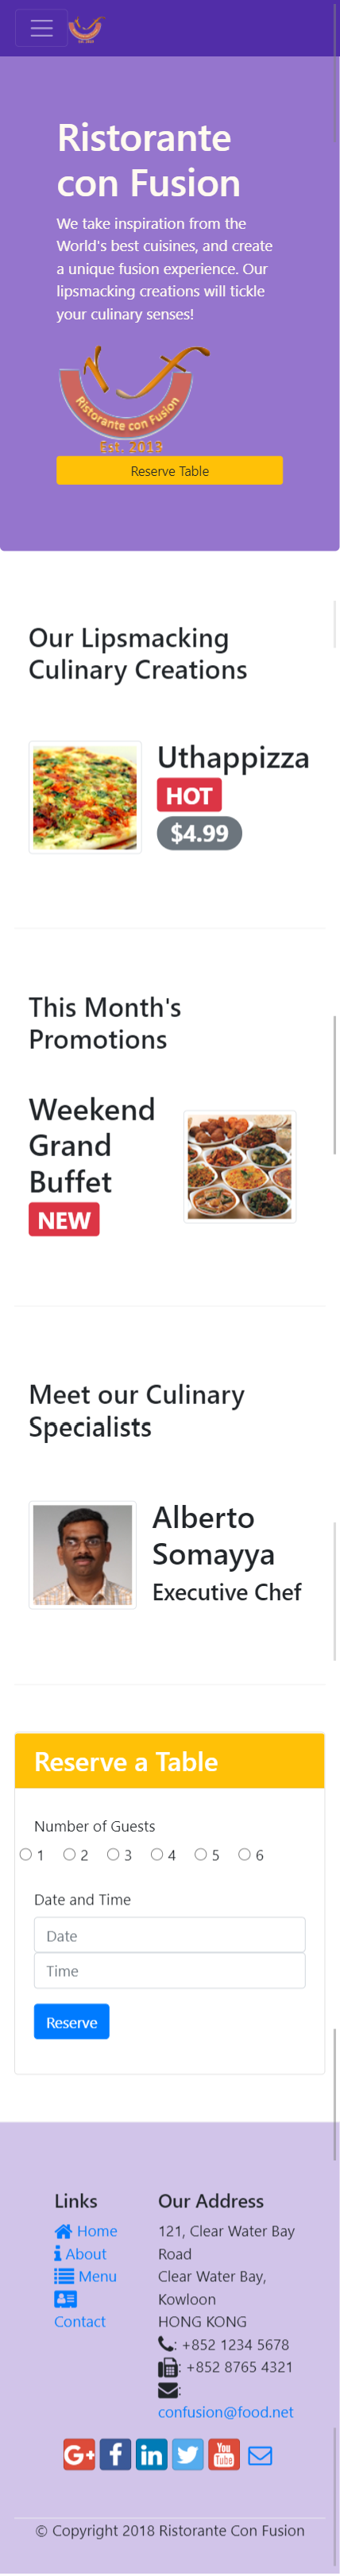 Ristorante
con Fusion
We take inspiration from the
World's best cuisines, and create
a unique fusion experience. Our
lipsmacking creations will tickle
your culinary senses!
Ristorante con Fusion
Est. 2019
Reserve Table
Our Lipsmacking
Culinary Creations
Uthappizza
HOT
$4.99
This Month's
Promotions
Weekend
Grand
Buffet
NEW
Meet our Culinary
Specialists
Alberto
Somayya
Executive Chef
Reserve a Table
Number of Guests
1 2 3 4 5 6
Date and Time
Date
Time
Reserve
Links
Home
About
Menu
Contact
Our Address
121, Clear Water Bay
Road
Clear Water Bay,
Kowloon
HONG KONG
: +852 1234 5678
: +852 8765 4321
:
confusion@food.net
G+ f in You Tube
© Copyright 2018 Ristorante Con Fusion